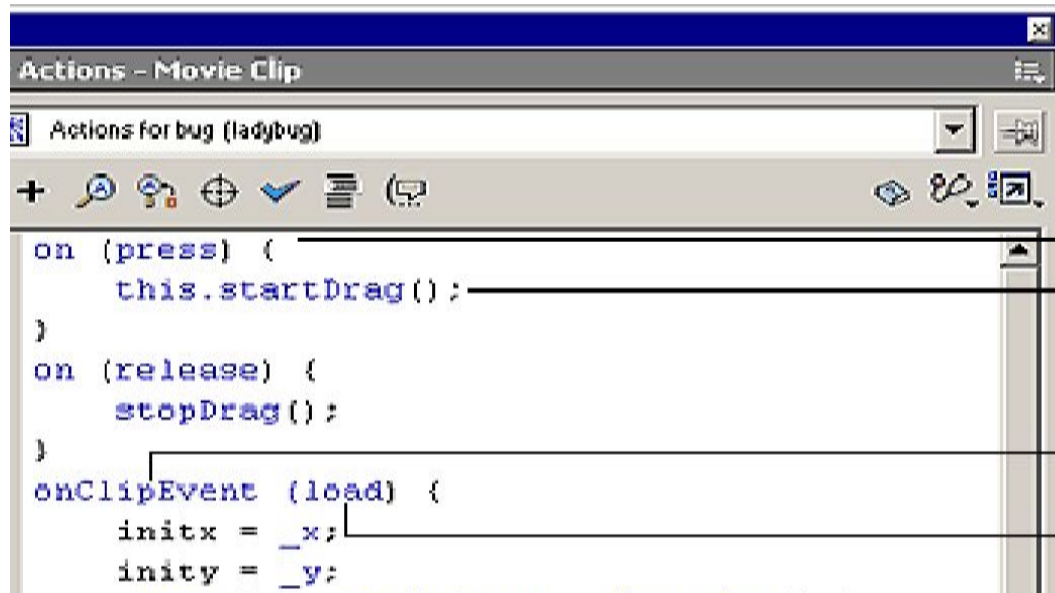 Actions - Movie Clip
Actions for bug (ladybug)
on (press) {
this.startDrag();
}
on (release) {
stopDrag();
}
onClipEvent (load) {
initx = _x;
inity = _y;